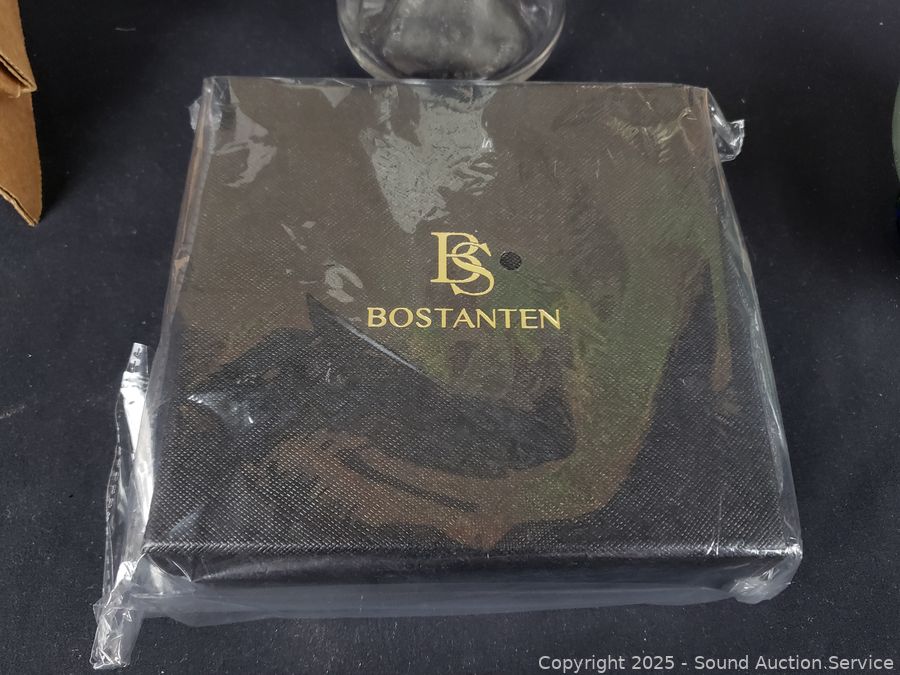 BS
BOSTANTEN
Copyright 2025 - Sound Auction Service